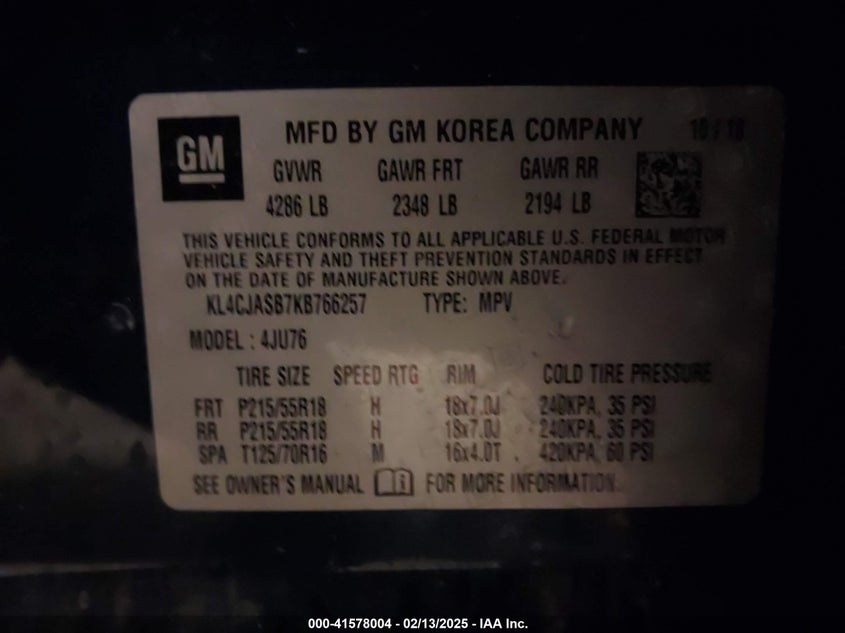 GM MFD BY GM KOREA COMPANY 10 / 18
GVWR GAWR FRT GAWR RR
4286 LB 2348 LB 2194 LB
THIS VEHICLE CONFORMS TO ALL APPLICABLE U.S. FEDERAL MOTOR
VEHICLE SAFETY AND THEFT PREVENTION STANDARDS IN EFFECT
ON THE DATE OF MANUFACTURE SHOWN ABOVE.
KL4CJASB7KB766257 TYPE: MPV
MODEL : 4JU76
TIRE SIZE SPEED RTG RIM COLD TIRE PRESSURE
FRT P215/55R18 H 18x7.0J 240KPA, 35 PSI
RR P215/55R18 H 18x7.0J 240KPA, 35 PSI
SPA T125/70R16 M 16x4.0T 420KPA, 60 PSI
SEE OWNER'S MANUAL FOR MORE INFORMATION.
000-41578004 - 02/13/2025 - IAA Inc.